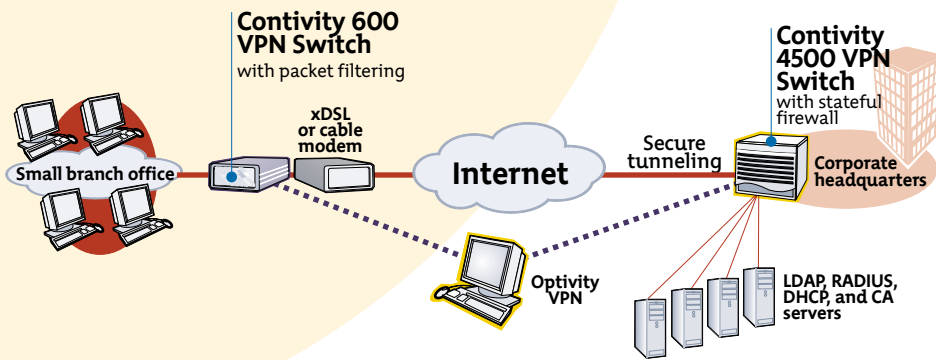 Contivity 600
VPN Switch
with packet filtering
Contivity
4500 VPN
Switch
with stateful
firewall
xDSL
or cable
modem
Small branch office
Internet
Secure
tunneling
Corporate
headquarters
Optivity
VPN
LDAP, RADIUS,
DHCP, and CA
servers